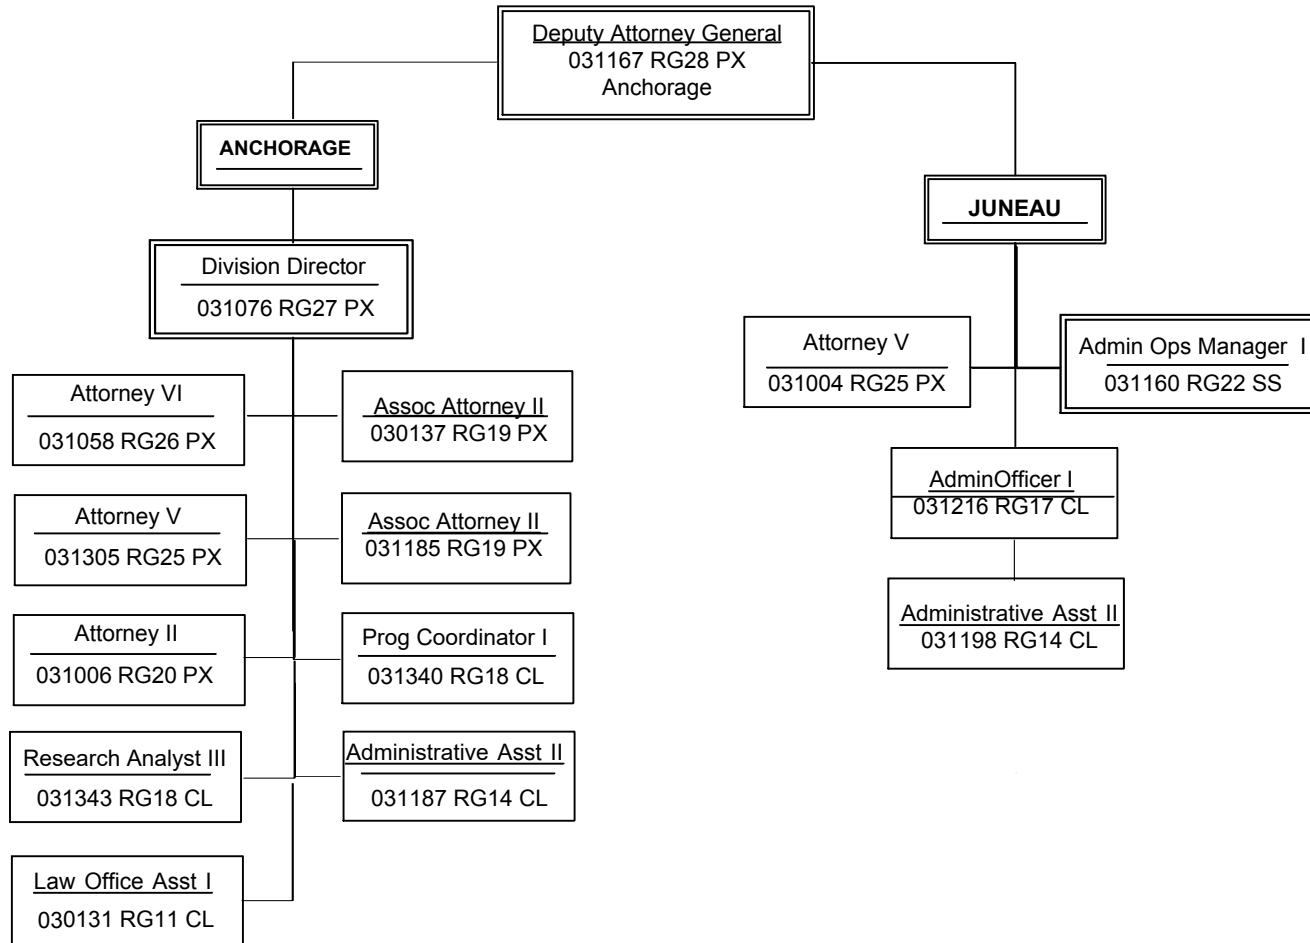 Deputy Attorney General
031167 RG28 PX
Anchorage
ANCHORAGE
Division Director
031076 RG27 PX
Attorney VI
031058 RG26 PX
Assoc Attorney II
030137 RG19 PX
Attorney V
031305 RG25 PX
Assoc Attorney II
031185 RG19 PX
Attorney II
031006 RG20 PX
Prog Coordinator I
031340 RG18 CL
Research Analyst III
031343 RG18 CL
Administrative Asst II
031187 RG14 CL
Law Office Asst I
030131 RG11 CL
JUNEAU
Attorney V
031004 RG25 PX
Admin Ops Manager I
031160 RG22 SS
AdminOfficer I
031216 RG17 CL
Administrative Asst II
031198 RG14 CL